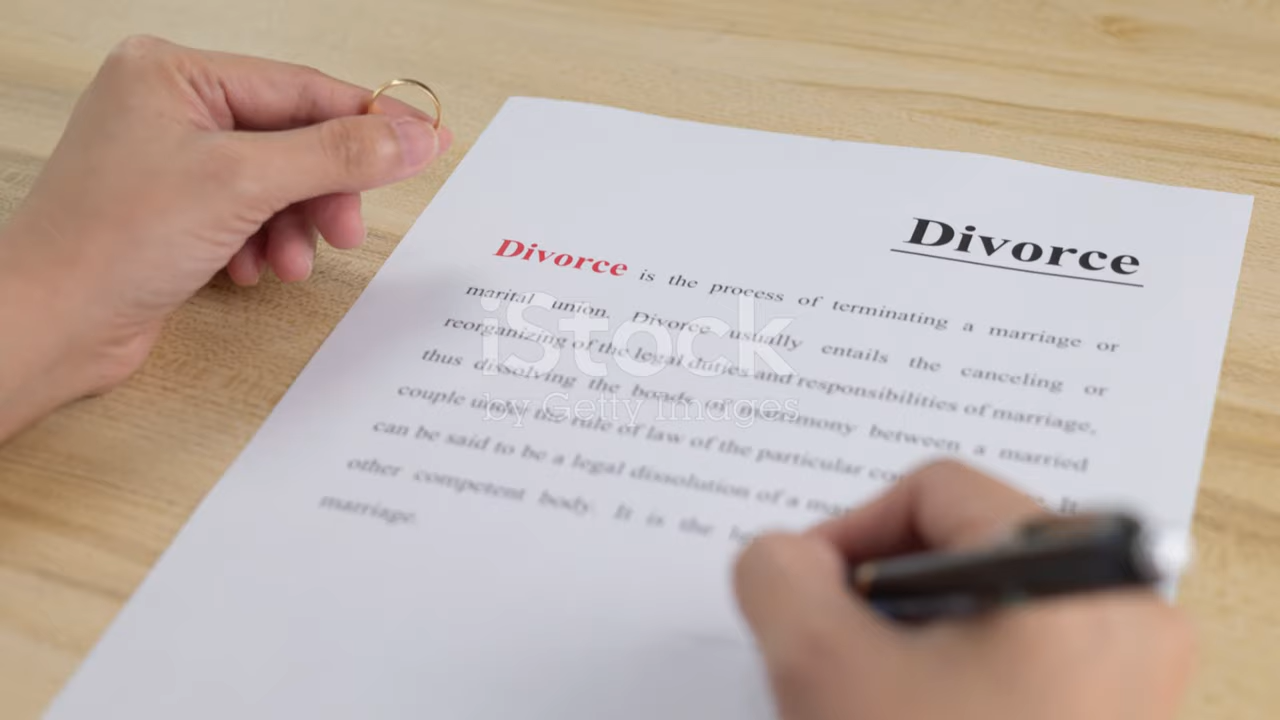 Divorce
Divorce is the process of terminating a marriage or
marital union. Divorce usually entails the canceling or
reorganizing of the legal duties and responsibilities of marriage,
thus dissolving the bonds of matrimony between a married
couple under the rule of law of the particular
can be said to be a legal dissolution of a
other competent body. It is the
marriage.
iStock
by Getty Images